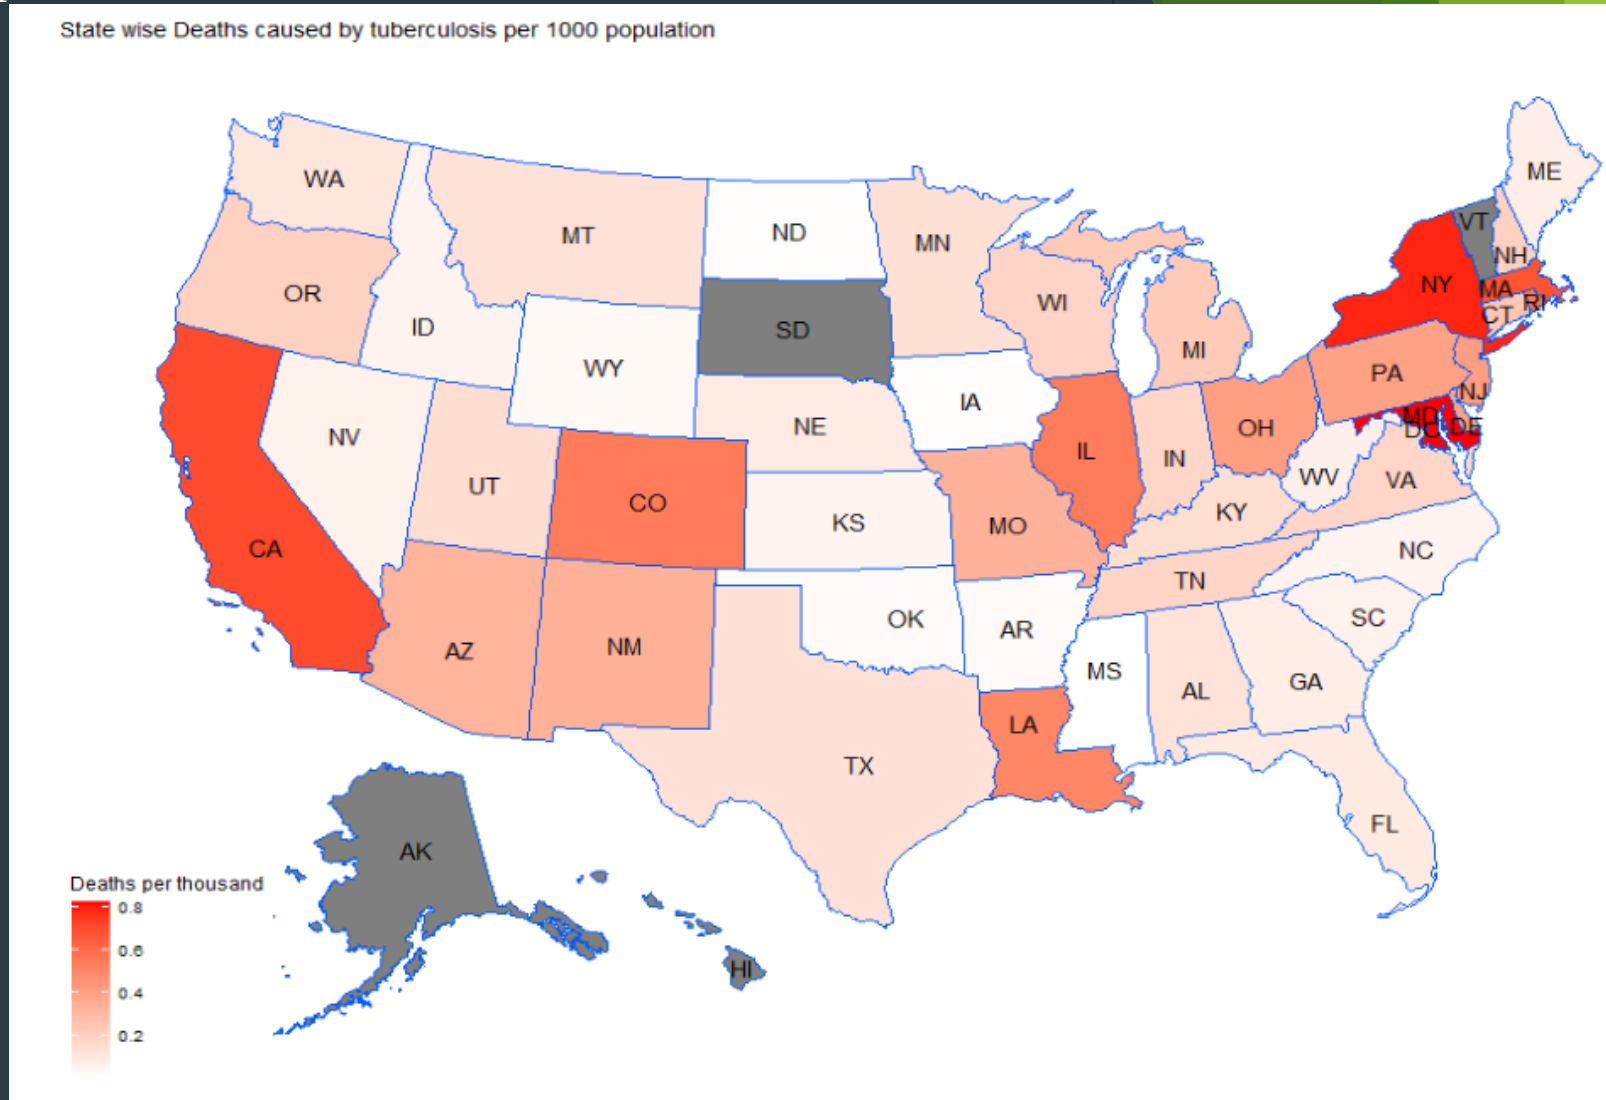 State wise Deaths caused by tuberculosis per 1000 population
ME
WA
VT
MT
ND
MN
NH
NY
MA
OR
WI
RI
CT
ID
SD
MI
WY
PA
NJ
IA
MD
DC
DE
NE
OH
NV
IL
IN
WV
VA
UT
CO
KS
MO
KY
CA
NC
TN
OK
AR
SC
AZ
NM
MS
GA
AL
LA
TX
FL
AK
HI
Deaths per thousand
0.8
0.6
0.4
0.2